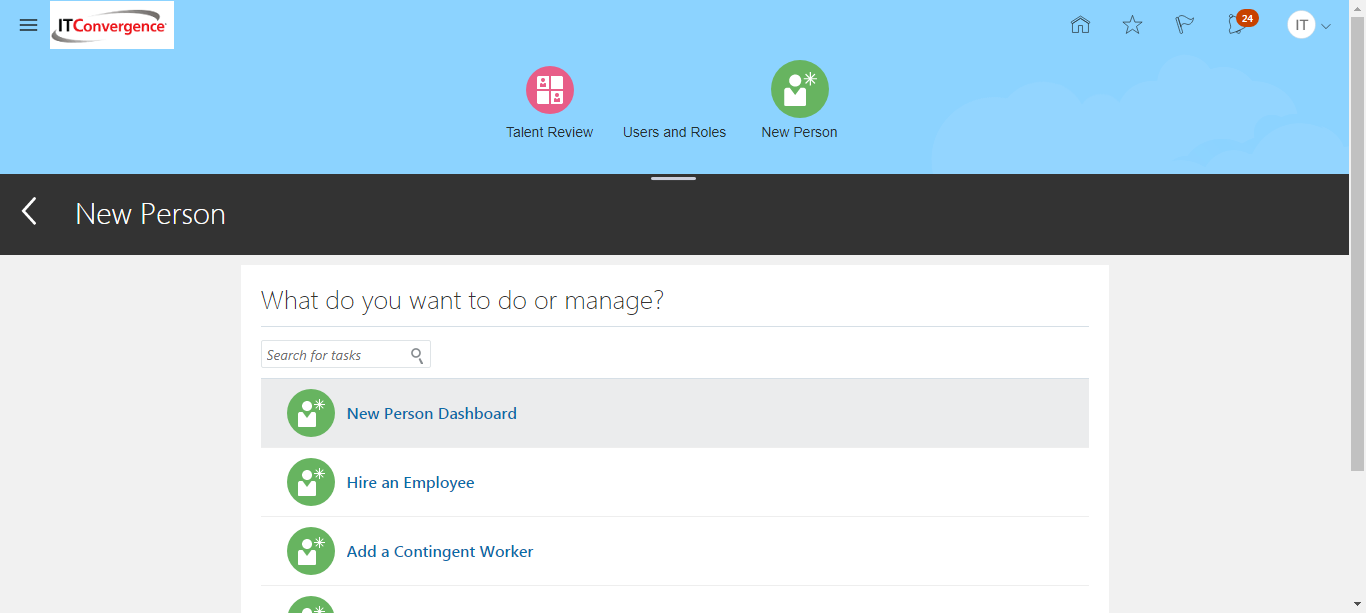 ITConvergence
24
IT
Talent Review
Users and Roles
New Person
New Person
What do you want to do or manage?
Search for tasks
New Person Dashboard
Hire an Employee
Add a Contingent Worker